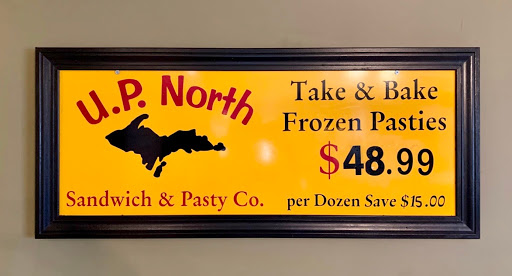 U.P. North
Sandwich & Pasty Co.
Take & Bake
Frozen Pasties
$48.99
per Dozen Save $15.00